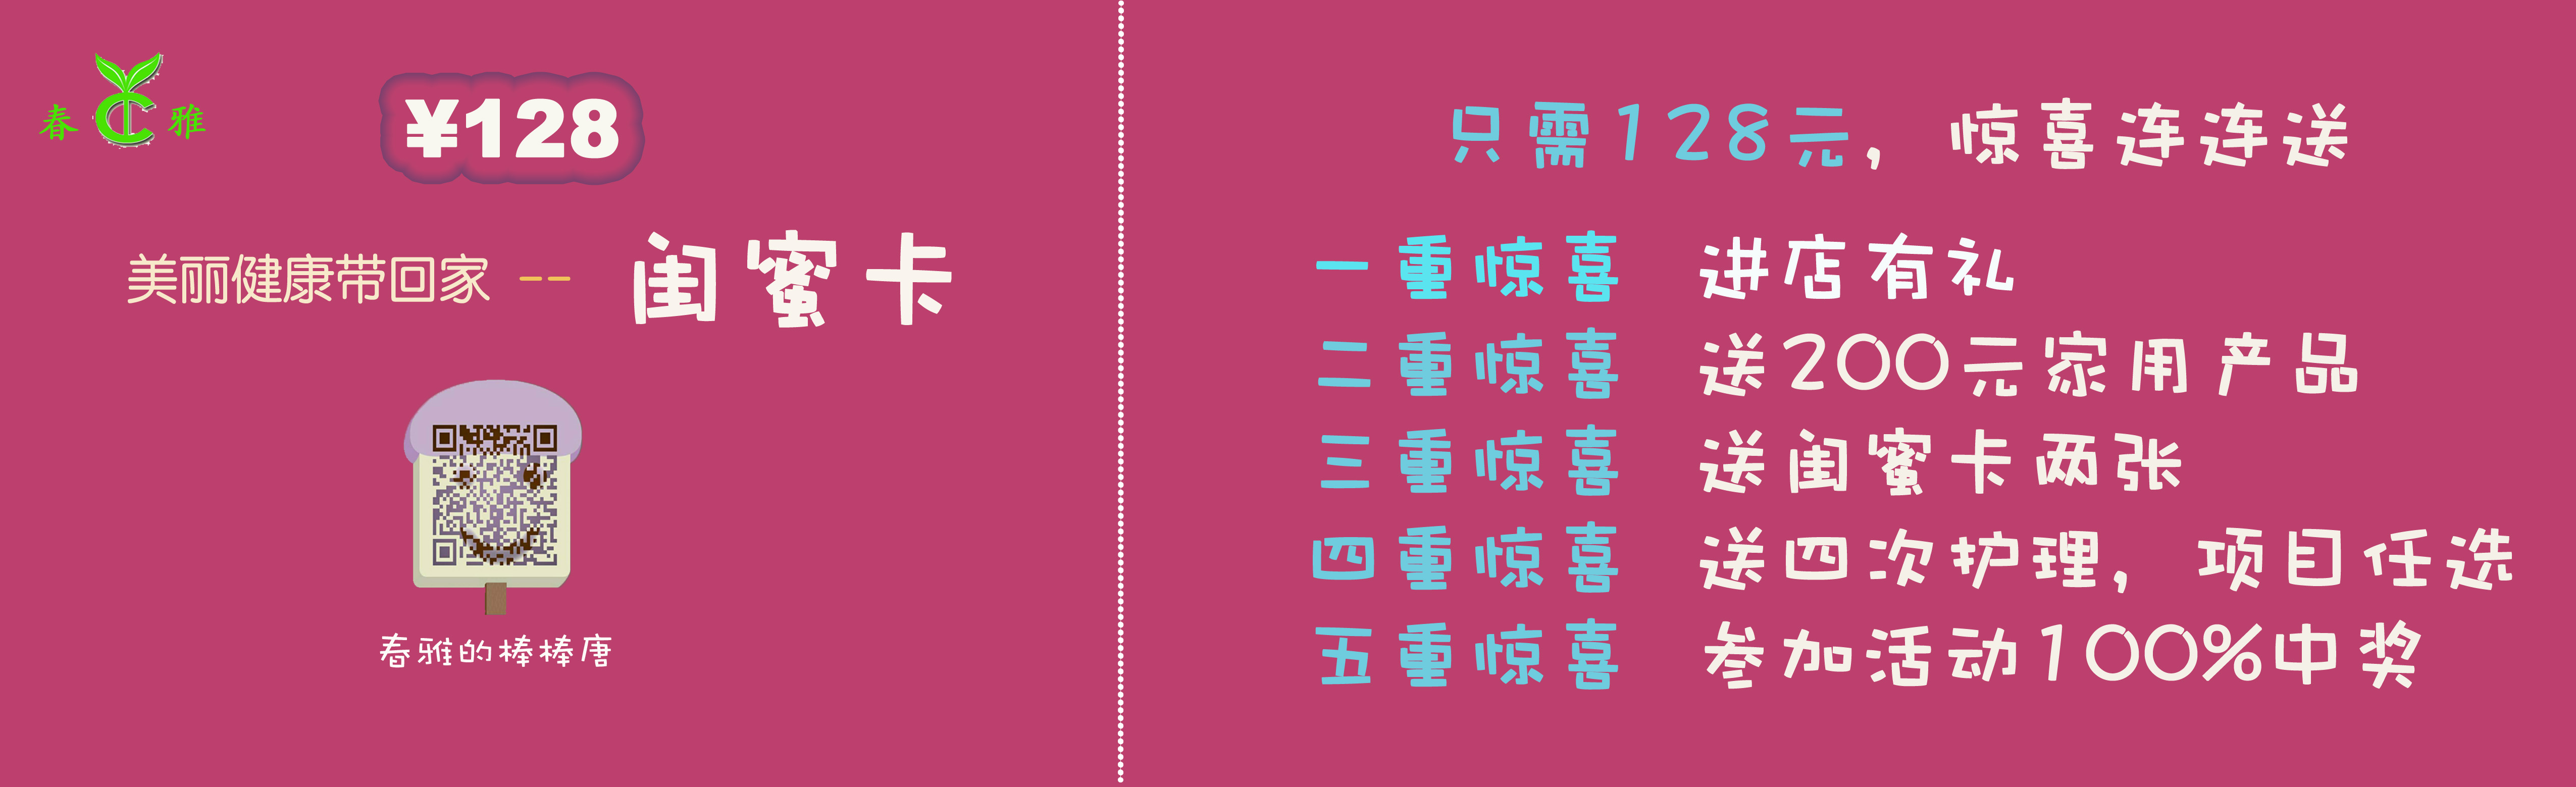 春 雅
¥128
美丽健康带回家 -- 闺蜜卡
春雅的棒棒唐
只需128元，惊喜连连送
一重惊喜 进店有礼
二重惊喜 送200元家用产品
三重惊喜 送闺蜜卡两张
四重惊喜 送四次护理，项目任选
五重惊喜 参加活动100%中奖